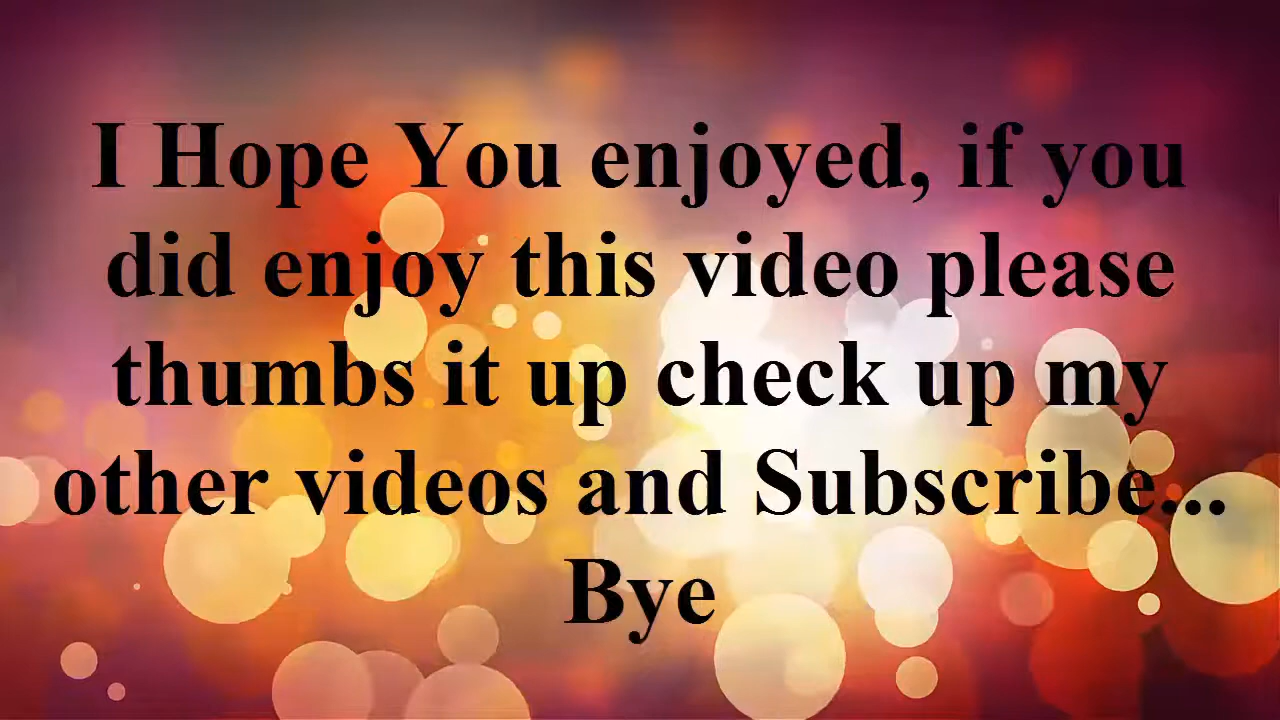 I Hope You enjoyed, if you
did enjoy this video please
thumbs it up check up my
other videos and Subscribe...
Bye